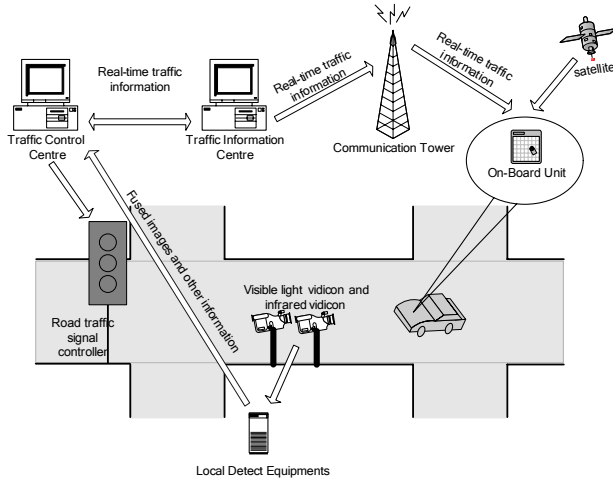 Real-time traffic
information
Traffic Control
Centre
Traffic Information
Centre
Real-time traffic
information
Communication Tower
Real-time traffic
information
satellite
On-Board Unit
Fused images and other information
Visible light vidicon and
infrared vidicon
Road traffic
signal
controller
Local Detect Equipments